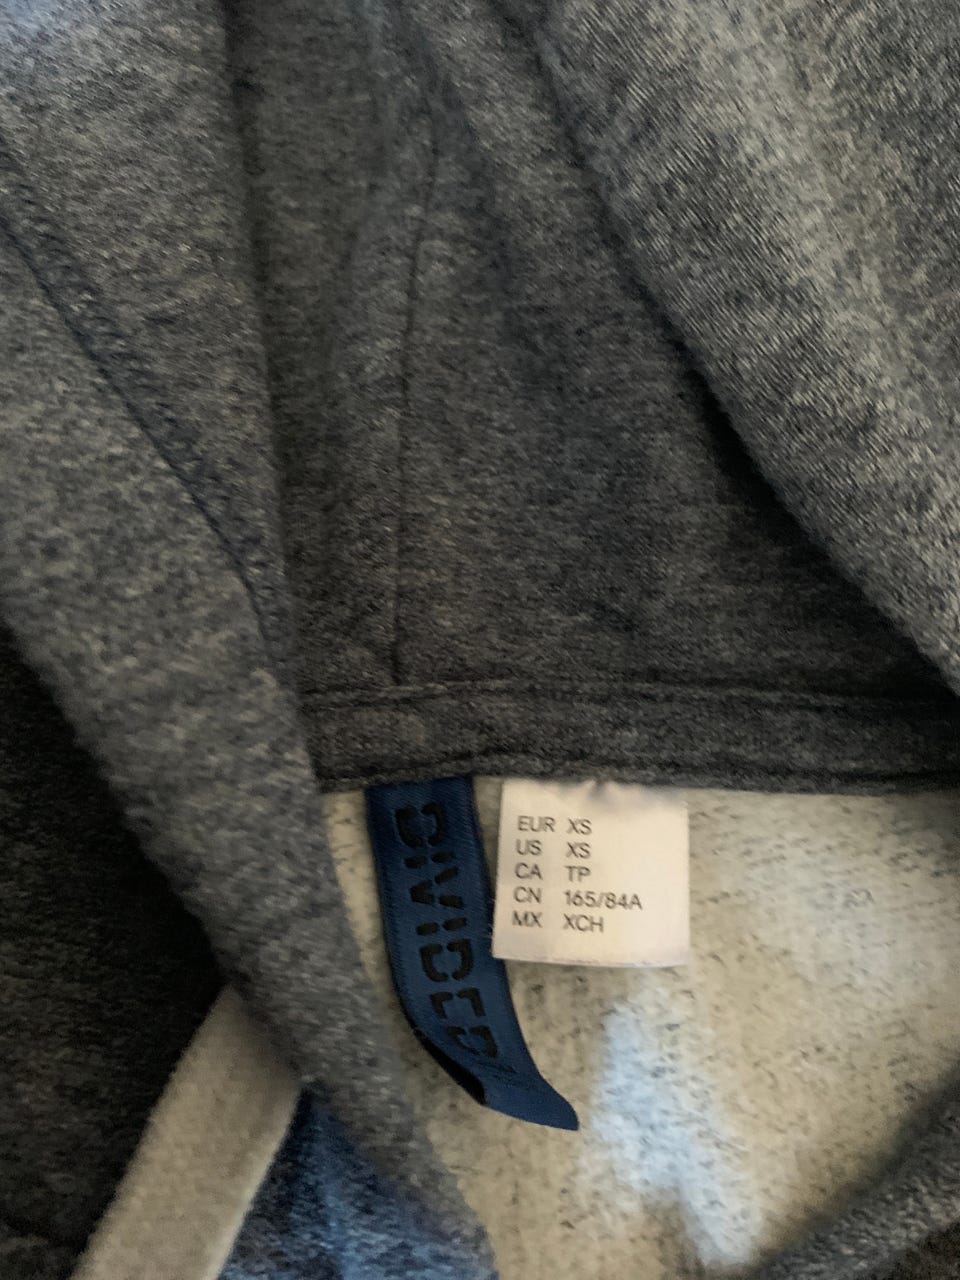 DIVIDED
EUR XS
US XS
CA TP
CN 165/84A
MX XCH